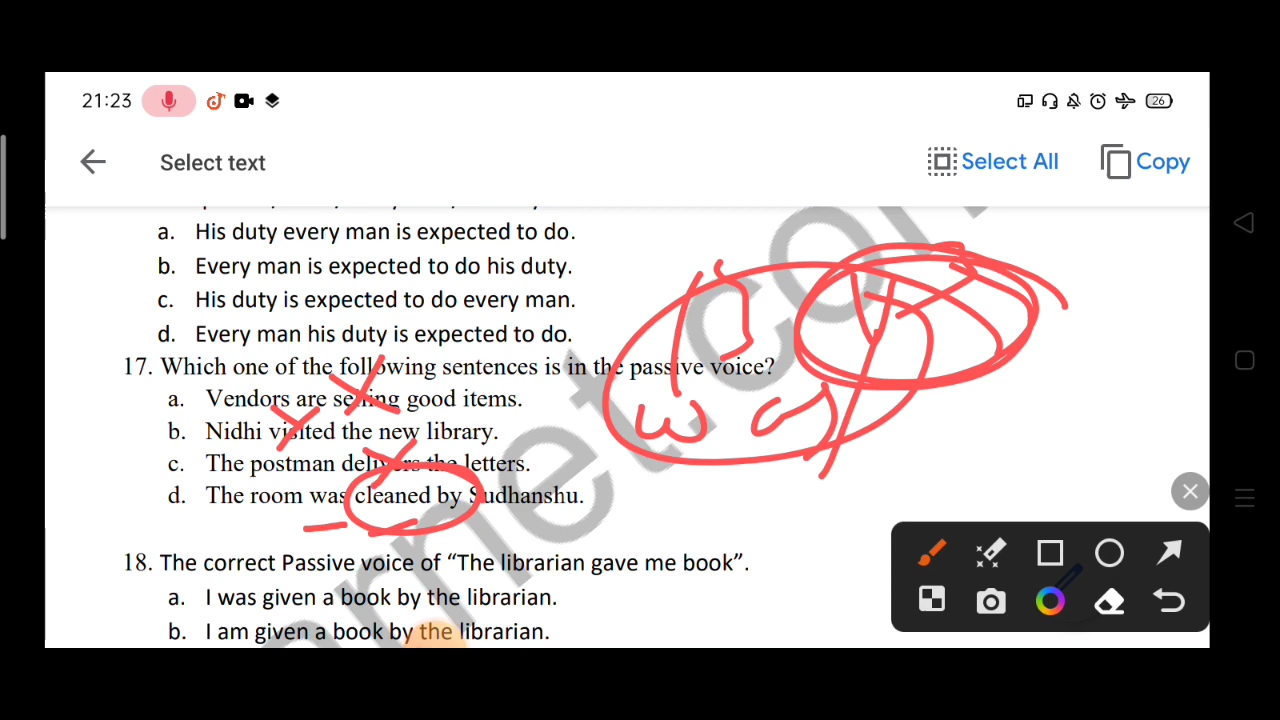 21:23
26
Select text
Select All
Copy
a. His duty every man is expected to do.
b. Every man is expected to do his duty.
c. His duty is expected to do every man.
d. Every man his duty is expected to do.
17. Which one of the following sentences is in the passive voice?
a. Vendors are selling good items.
b. Nidhi visited the new library.
c. The postman delivers the letters.
d. The room was cleaned by Sudhanshu.
18. The correct Passive voice of “The librarian gave me book”.
a. I was given a book by the librarian.
b. I am given a book by the librarian.
arnet.com